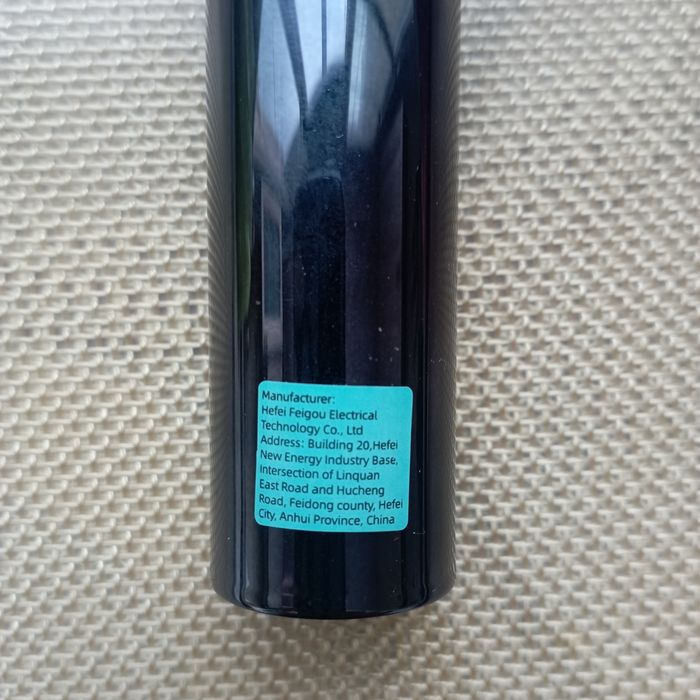 Manufacturer:
Hefei Feigou Electrical
Technology Co., Ltd
Address: Building 20,Hefei
New Energy Industry Base,
Intersection of Linquan
East Road and Hucheng
Road, Feidong county, Hefei
City, Anhui Province, China